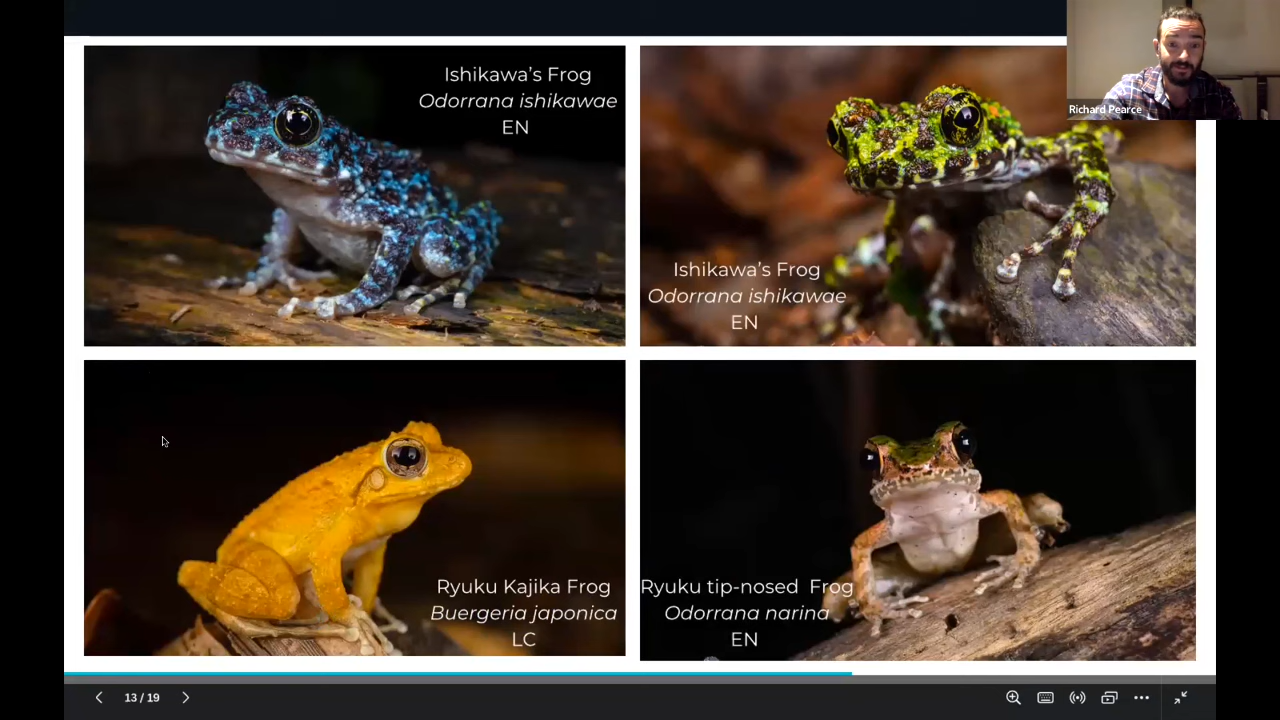 Ishikawa's Frog
Odorrana ishikawae
EN
Richard Pearce
Ishikawa's Frog
Odorrana ishikawae
EN
Ryuku Kajika Frog
Buergeria japonica
LC
Ryuku tip-nosed Frog
Odorrana narina
EN
13 / 19